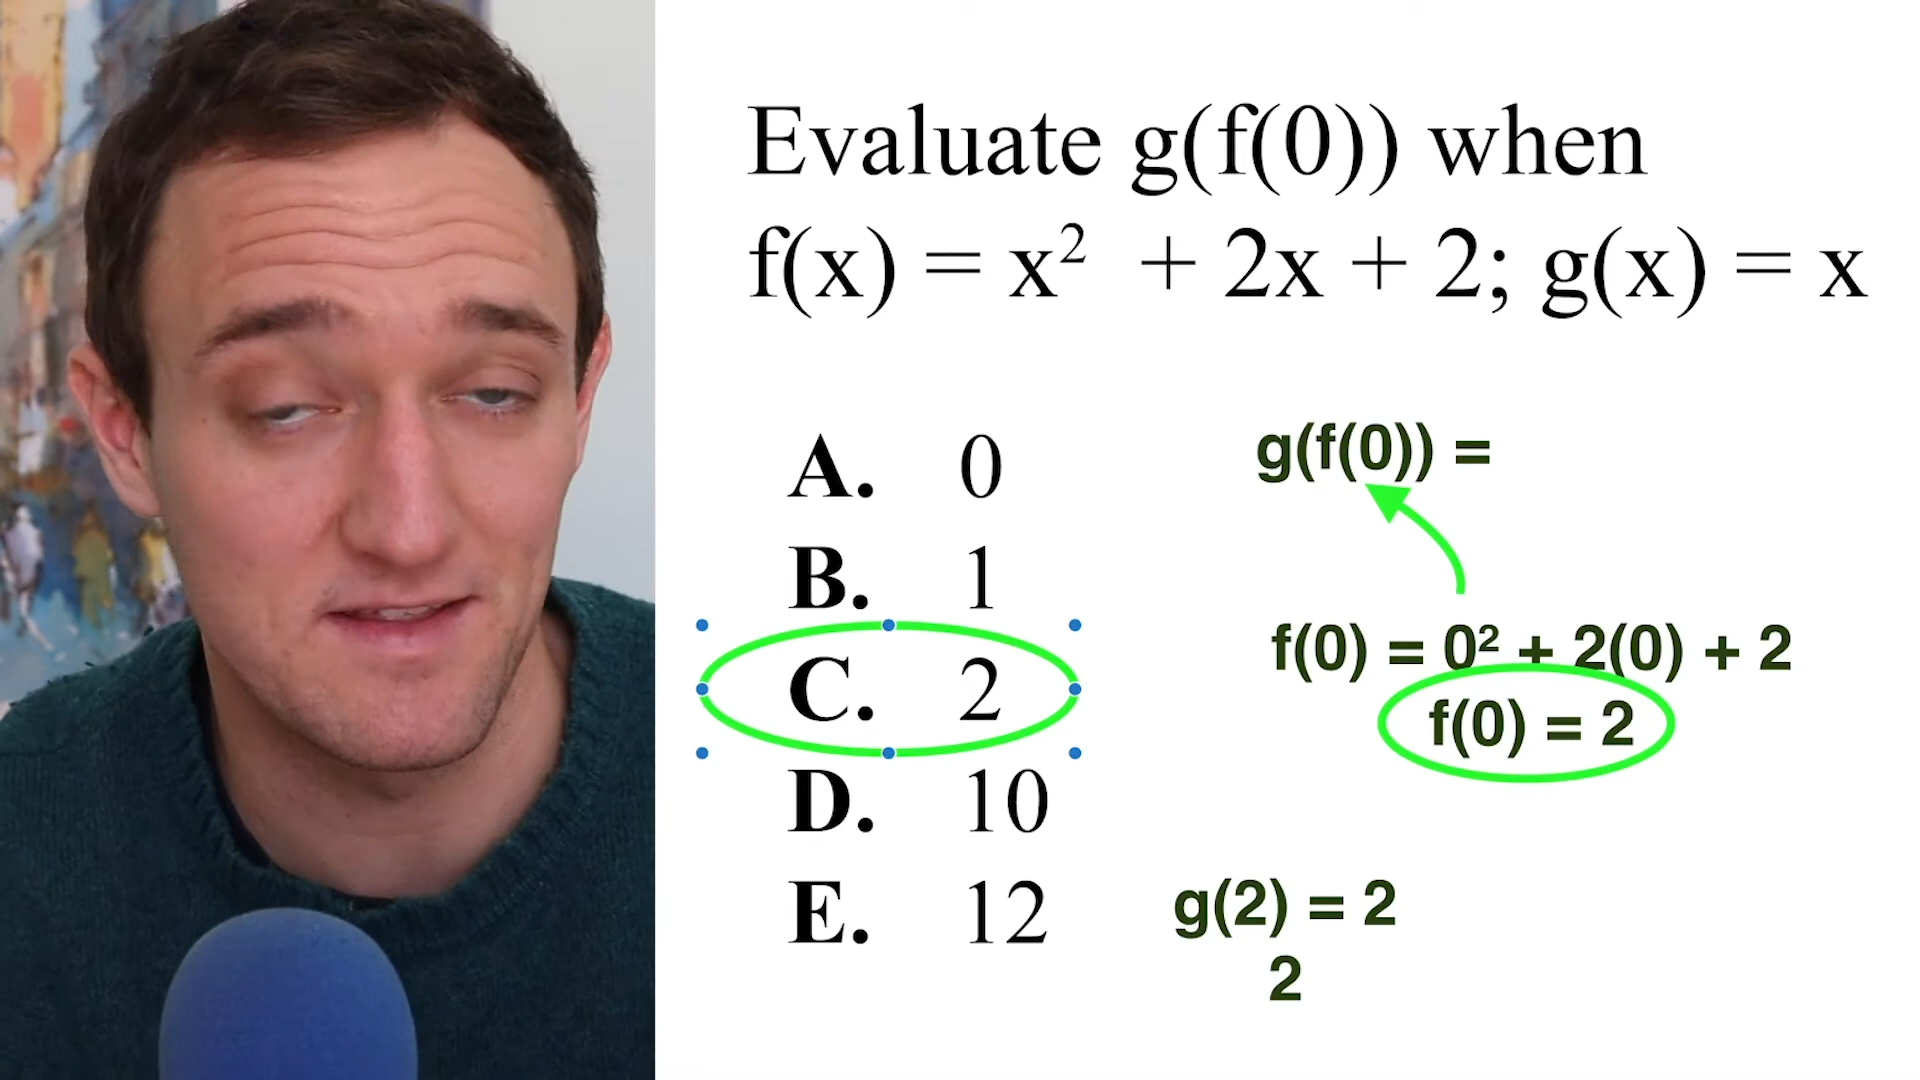 Evaluate g(f(0)) when
f(x) = x² + 2x + 2; g(x) = x
A. 0
B. 1
C. 2
D. 10
E. 12
g(f(0)) =
f(0) = 0² + 2(0) + 2
f(0) = 2
g(2) = 2
2